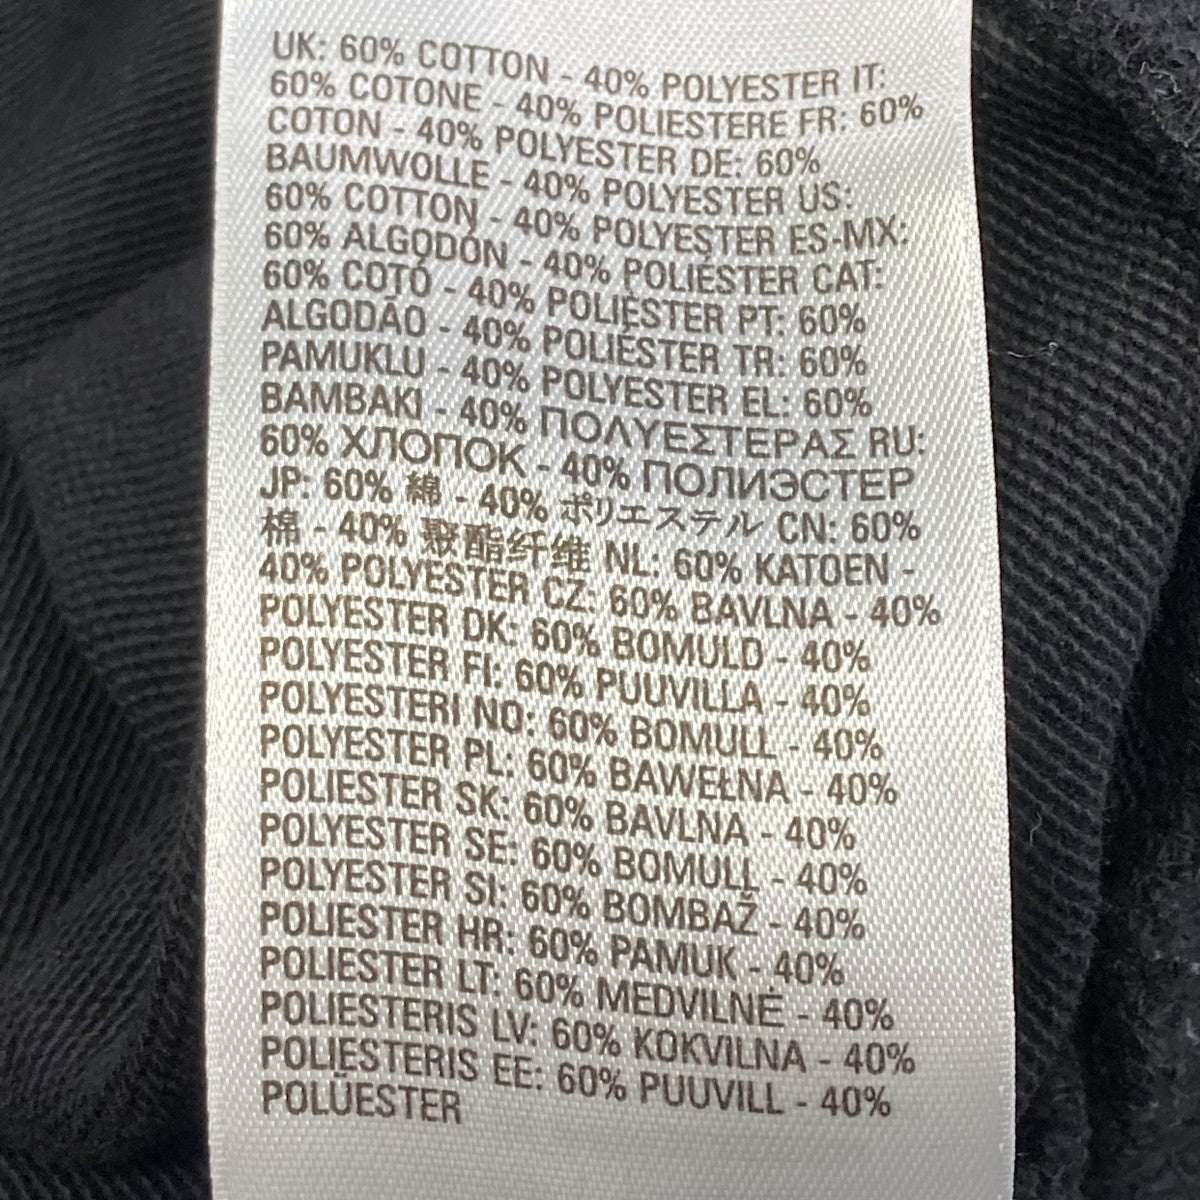 UK: 60% COTTON - 40% POLYESTER IT:
60% COTONE - 40% POLIESTERE FR: 60%
COTON - 40% POLYESTER DE: 60%
BAUMWOLLE - 40% POLYESTER US:
60% COTTON - 40% POLYESTER ES-MX:
60% ALGODÓN - 40% POLIÉSTER CAT:
60% COTÓ - 40% POLIÈSTER PT: 60%
ALGODÃO - 40% POLIÉSTER TR: 60%
PAMUKLU - 40% POLYESTER EL: 60%
BAMBAKI - 40% ΠΟΛΥΕΣΤΕΡΑΣ RU:
60% ХЛОПОК - 40% ПОЛИЭСТЕР
JP: 60% 綿 - 40% ポリエステル CN: 60%
棉 - 40% 聚酯纤维 NL: 60% KATOEN -
40% POLYESTER CZ: 60% BAVLNA - 40%
POLYESTER DK: 60% BOMULD - 40%
POLYESTER FI: 60% PUUVILLA - 40%
POLYESTERI NO: 60% BOMULL - 40%
POLYESTER PL: 60% BAWEŁNA - 40%
POLIESTER SK: 60% BAVLNA - 40%
POLYESTER SE: 60% BOMULL - 40%
POLYESTER SI: 60% BOMBAŽ - 40%
POLIESTER HR: 60% PAMUK - 40%
POLIESTER LT: 60% MEDVILNĖ - 40%
POLIESTERIS LV: 60% KOKVILNA - 40%
POLIESTERIS EE: 60% PUUVILL - 40%
POLÜESTER